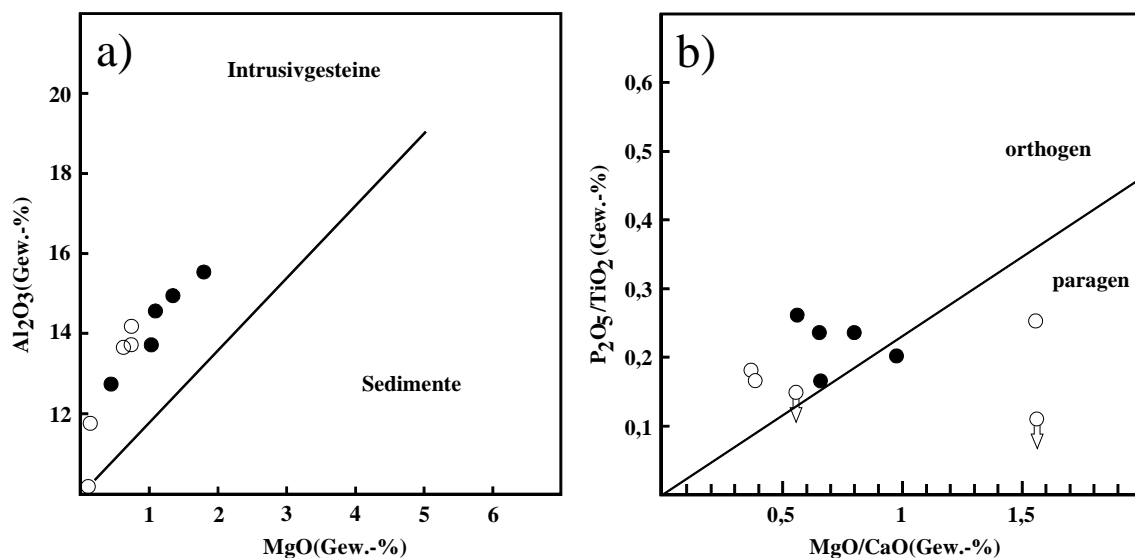 a)
Intrusivgesteine
Sedimente
20
18
16
14
12
Al2O3(Gew.-%)
1 2 3 4 5 6
MgO(Gew.-%)
b)
orthogen
paragen
0,6
0,5
0,4
0,3
0,2
0,1
P2O5/TiO2(Gew.-%)
0,5 1 1,5
MgO/CaO(Gew.-%)